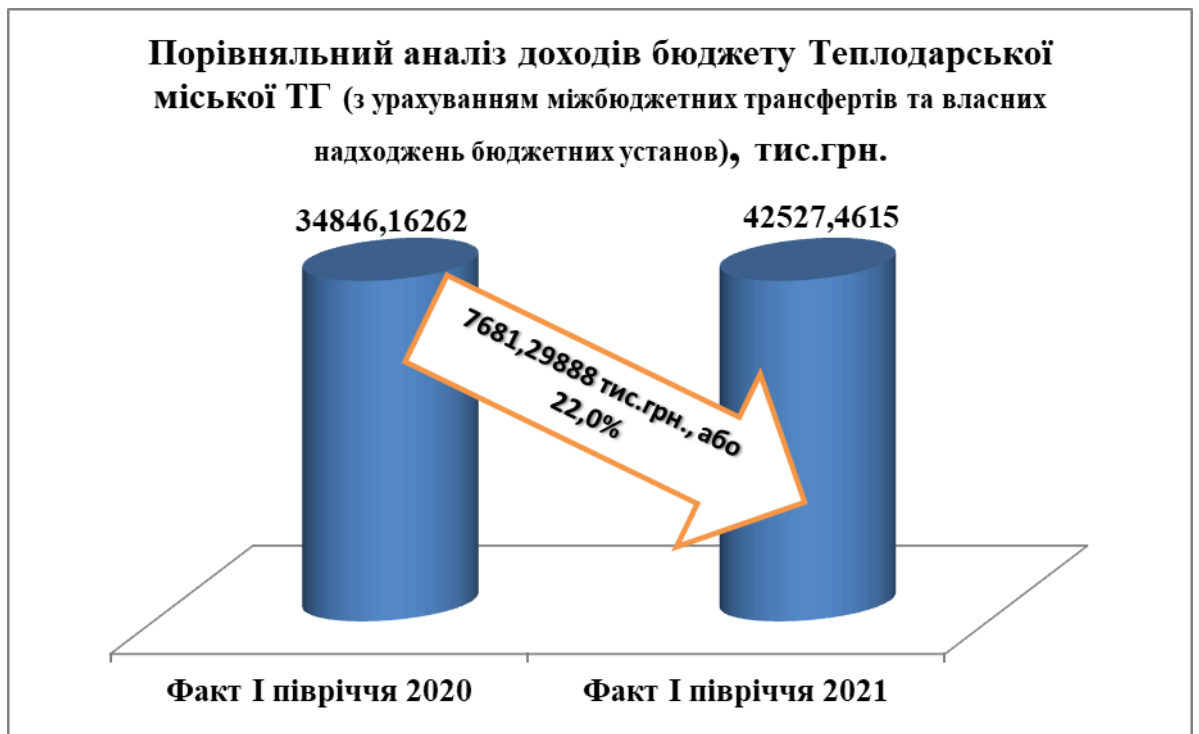 Порівняльний аналіз доходів бюджету Теплодарської
міської ТГ (з урахуванням міжбюджетних трансфертів та власних
надходжень бюджетних установ), тис.грн.
34846,16262
42527,4615
7681,29888 тис.грн., або
22,0%
Факт І півріччя 2020
Факт І півріччя 2021